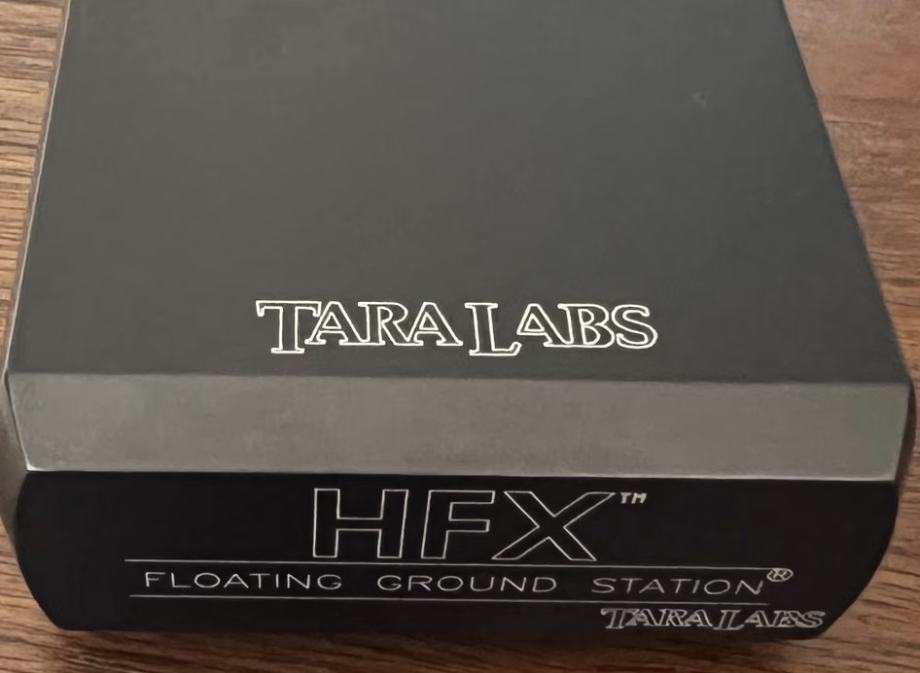 TARA LABS
HFX™
FLOATING GROUND STATION®
TARA LABS